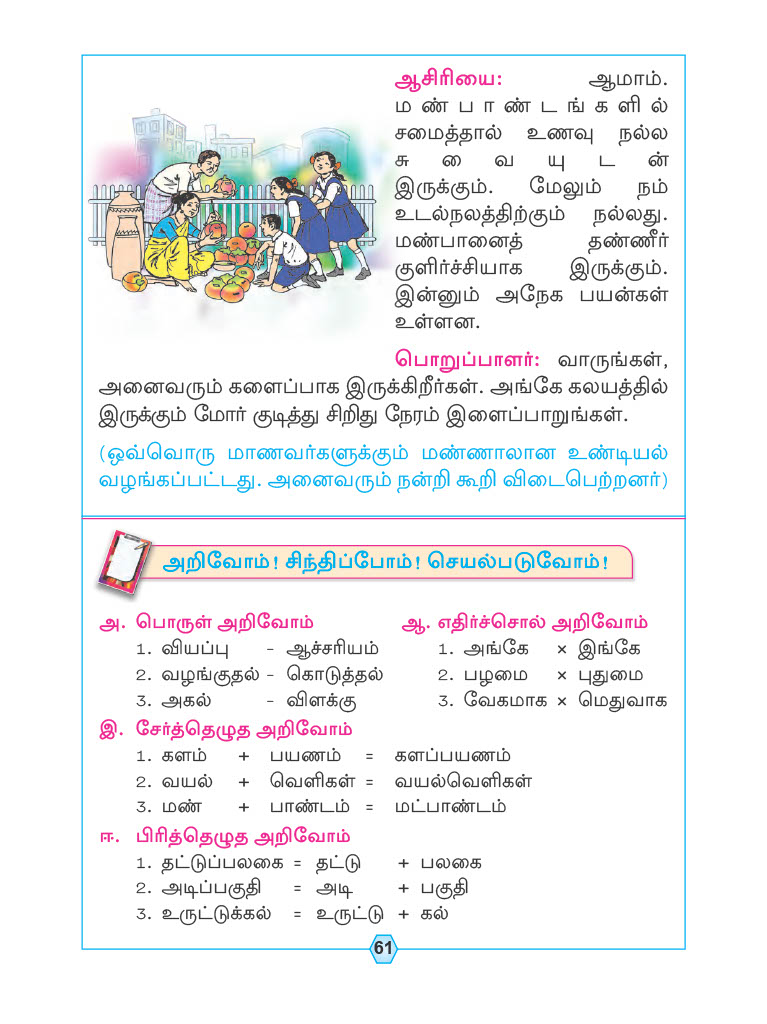 ஆசிரியை: ஆமாம்.
மண்பாண்டங்களில்
சமைத்தால் உணவு நல்ல
சுவையுடன்
இருக்கும். மேலும் நம்
உடல்நலத்திற்கும் நல்லது.
மண்பானைத் தண்ணீர்
குளிர்ச்சியாக இருக்கும்.
இன்னும் அநேக பயன்கள்
உள்ளன.
பொறுப்பாளர்: வாருங்கள்,
அனைவரும் களைப்பாக இருக்கிறீர்கள். அங்கே கலயத்தில்
இருக்கும் மோர் குடித்து சிறிது நேரம் இளைப்பாறுங்கள்.
(ஒவ்வொரு மாணவர்களுக்கும் மண்ணாலான உண்டியல்
வழங்கப்பட்டது. அனைவரும் நன்றி கூறி விடைபெற்றனர்)
அறிவோம்! சிந்திப்போம்! செயல்படுவோம்!
அ. பொருள் அறிவோம்
1. வியப்பு - ஆச்சரியம்
2. வழங்குதல் - கொடுத்தல்
3. அகல் - விளக்கு
ஆ. எதிர்ச்சொல் அறிவோம்
1. அங்கே × இங்கே
2. பழமை × புதுமை
3. வேகமாக × மெதுவாக
இ. சேர்த்தெழுத அறிவோம்
1. களம் + பயணம் = களப்பயணம்
2. வயல் + வெளிகள் = வயல்வெளிகள்
3. மண் + பாண்டம் = மட்பாண்டம்
ஈ. பிரித்தெழுத அறிவோம்
1. தட்டுப்பலகை = தட்டு + பலகை
2. அடிப்பகுதி = அடி + பகுதி
3. உருட்டுக்கல் = உருட்டு + கல்
61